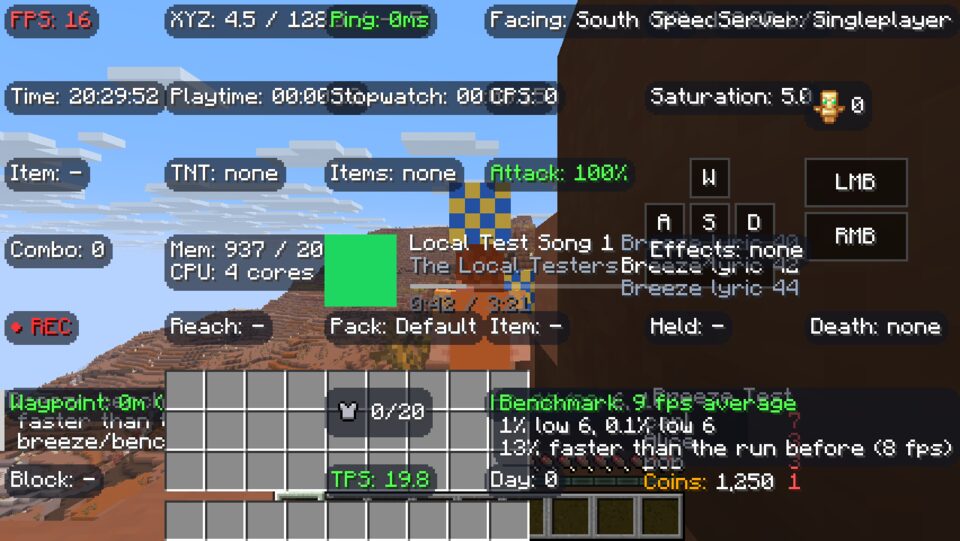 FPS: 16
XYZ: 4.5 / 128
Ping: 0ms
Facing: South
Speed
Server: Singleplayer
Time: 20:29:52
Playtime: 00:00
Stopwatch: 00:0
CPS: 0
Saturation: 5.0
0
Item: -
TNT: none
Items: none
Attack: 100%
W
LMB
A S D
RMB
Combo: 0
Mem: 937 / 20
CPU: 4 cores
Local Test Song 1
The Local Testers
0:42 / 3:21
Effects: none
Breeze lyric 42
Breeze lyric 44
REC
Reach: -
Pack: Default
Item: -
Held: -
Death: none
Waypoint: 0m
faster than
breeze/benc
0/20
Breeze Test
Benchmark: 9 fps average
1% low 6, 0.1% low 6
13% faster than the run before (8 fps)
Block: -
TPS: 19.8
Day: 0
Coins: 1,250
1